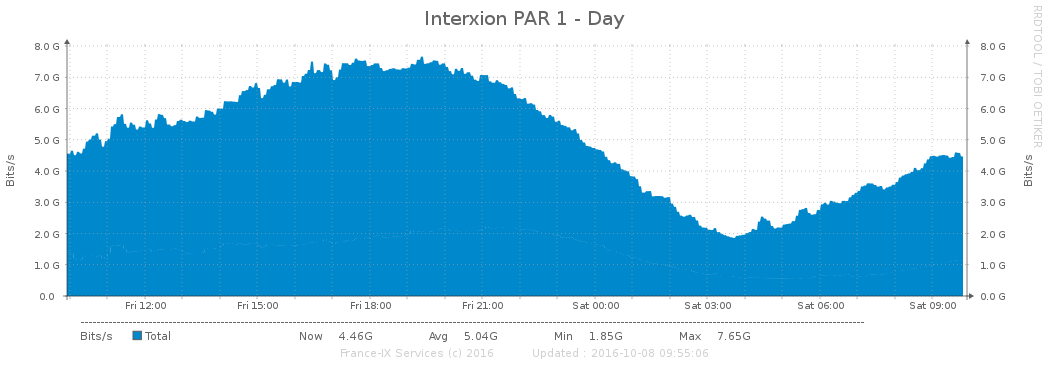 Interxion PAR 1 - Day
RRDTOOL / TOBI OETIKER
Bits/s
8.0 G
7.0 G
6.0 G
5.0 G
4.0 G
3.0 G
2.0 G
1.0 G
0.0
8.0 G
7.0 G
6.0 G
5.0 G
4.0 G
3.0 G
2.0 G
1.0 G
0.0 G
Bits/s
Fri 12:00 Fri 15:00 Fri 18:00 Fri 21:00 Sat 00:00 Sat 03:00 Sat 06:00 Sat 09:00
Bits/s Total Now 4.46G Avg 5.04G Min 1.85G Max 7.65G
France-IX Services (c) 2016 Updated : 2016-10-08 09:55:06